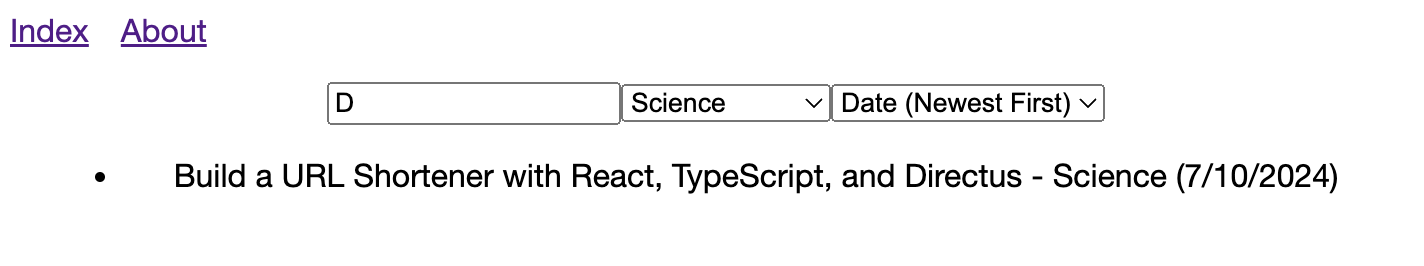 Index About
D Science Date (Newest First)
• Build a URL Shortener with React, TypeScript, and Directus - Science (7/10/2024)